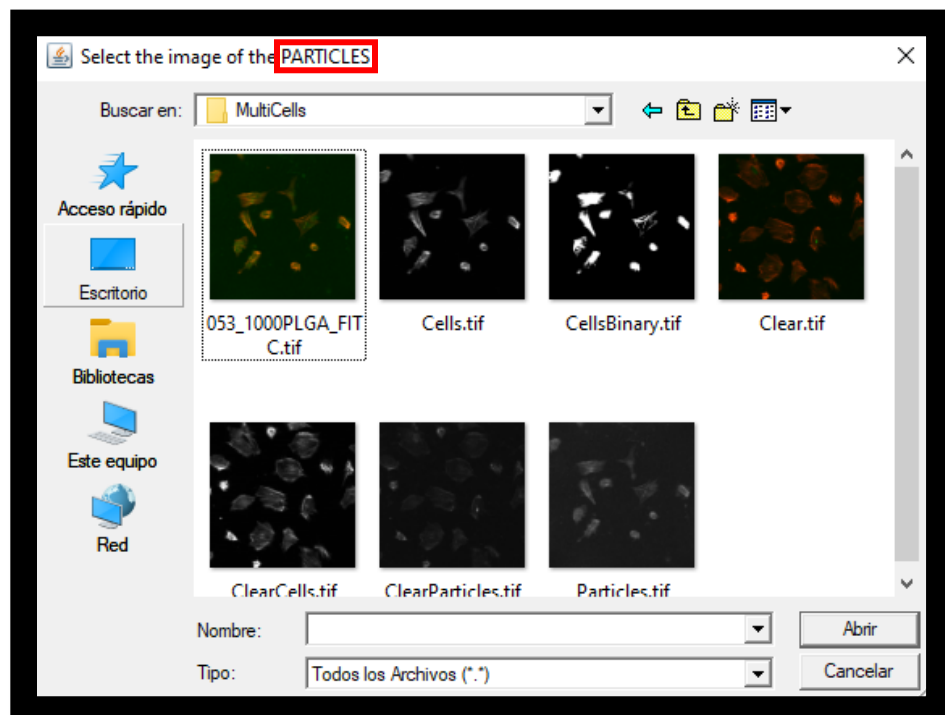 Select the image of the PARTICLES
Buscar en:
MultiCells
Acceso rápido
Escritorio
Bibliotecas
Este equipo
Red
053_1000PLGA_FIT
C.tif
Cells.tif
CellsBinary.tif
Clear.tif
ClearCells.tif
ClearParticles.tif
Particles.tif
Nombre:
Abrir
Tipo:
Todos los Archivos (*.*)
Cancelar